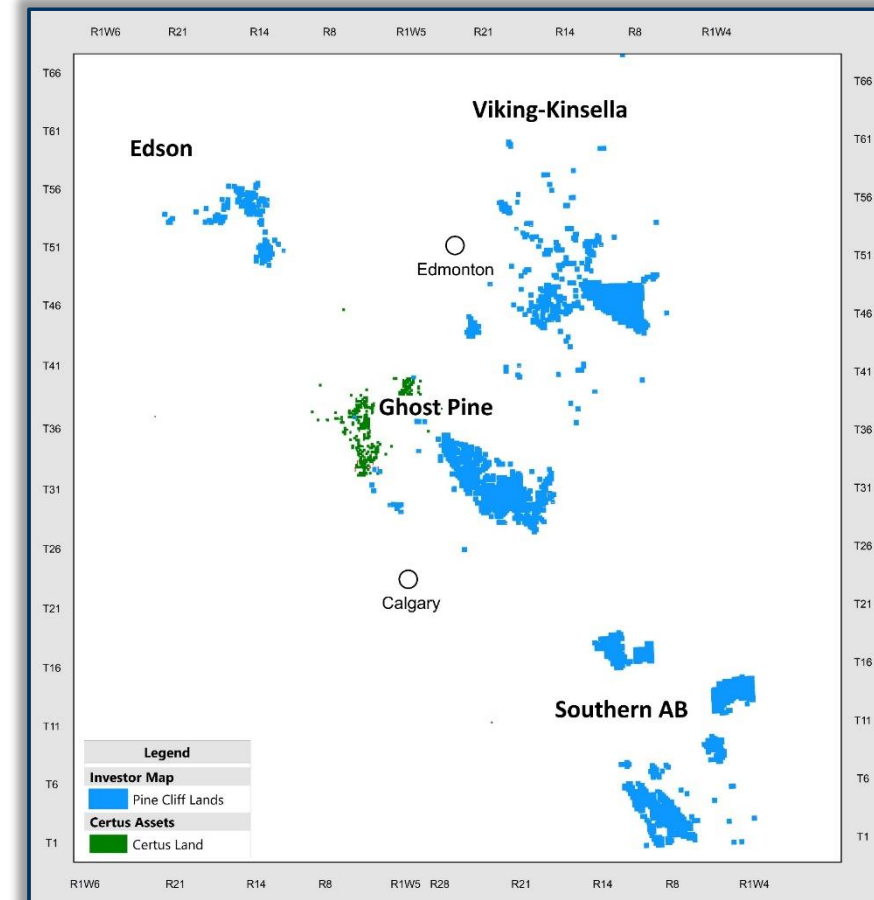 R1W6 R21 R14 R8 R1W5 R21 R14 R8 R1W4
T66 T66
Viking-Kinsella
T61 T61
Edson
T56 T56
T51 T51
Edmonton
T46 T46
T41 T41
Ghost Pine
T36 T36
T31 T31
T26 T26
Calgary
T21 T21
T16 T16
Southern AB
T11 T11
Legend
Investor Map
T6 T6
Pine Cliff Lands
Certus Assets
T1 T1
Certus Land
R1W6 R21 R14 R8 R1W5 R28 R21 R14 R8 R1W4